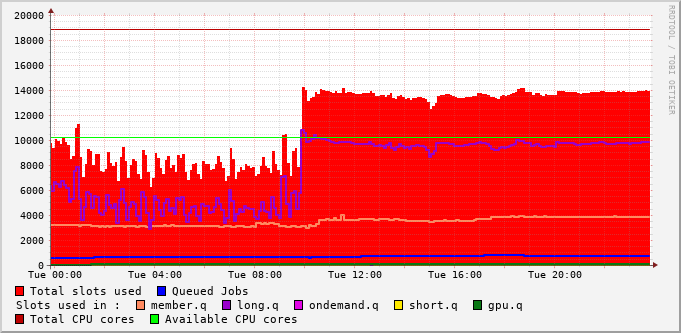 RRDTOOL / TOBI OETIKER
20000
18000
16000
14000
12000
10000
8000
6000
4000
2000
0
Tue 00:00 Tue 04:00 Tue 08:00 Tue 12:00 Tue 16:00 Tue 20:00
Total slots used Queued Jobs
Slots used in : member.q long.q ondemand.q short.q gpu.q
Total CPU cores Available CPU cores